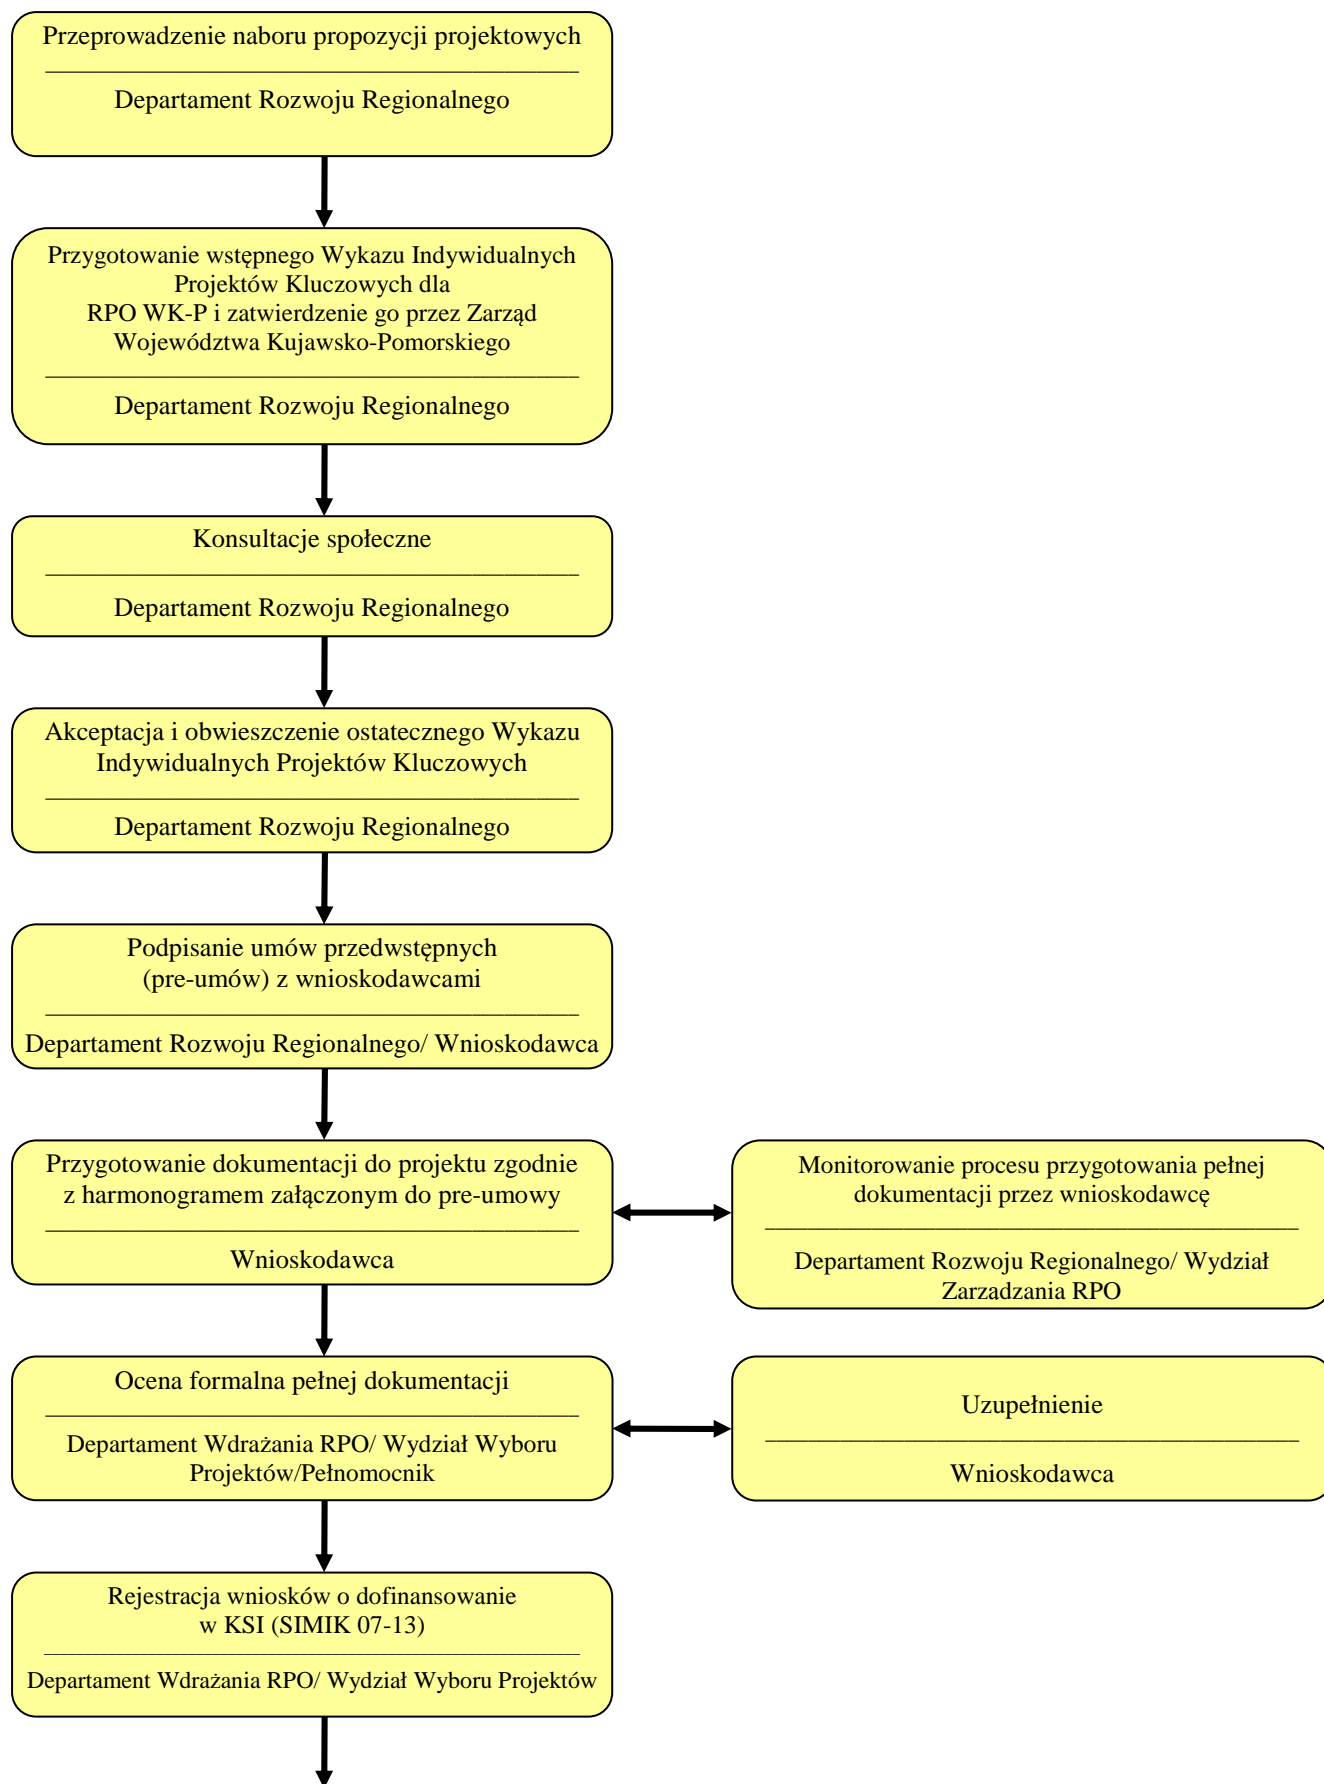 Przeprowadzenie naboru propozycji projektowych
Departament Rozwoju Regionalnego
Przygotowanie wstępnego Wykazu Indywidualnych
Projektów Kluczowych dla
RPO WK-P i zatwierdzenie go przez Zarząd
Województwa Kujawsko-Pomorskiego
Departament Rozwoju Regionalnego
Konsultacje społeczne
Departament Rozwoju Regionalnego
Akceptacja i obwieszczenie ostatecznego Wykazu
Indywidualnych Projektów Kluczowych
Departament Rozwoju Regionalnego
Podpisanie umów przedwstępnych
(pre-umów) z wnioskodawcami
Departament Rozwoju Regionalnego/ Wnioskodawca
Przygotowanie dokumentacji do projektu zgodnie
z harmonogramem załączonym do pre-umowy
Wnioskodawca
Monitorowanie procesu przygotowania pełnej
dokumentacji przez wnioskodawcę
Departament Rozwoju Regionalnego/ Wydział
Zarządzania RPO
Ocena formalna pełnej dokumentacji
Departament Wdrażania RPO/ Wydział Wyboru
Projektów/Pełnomocnik
Uzupełnienie
Wnioskodawca
Rejestracja wniosków o dofinansowanie
w KSI (SIMIK 07-13)
Departament Wdrażania RPO/ Wydział Wyboru Projektów